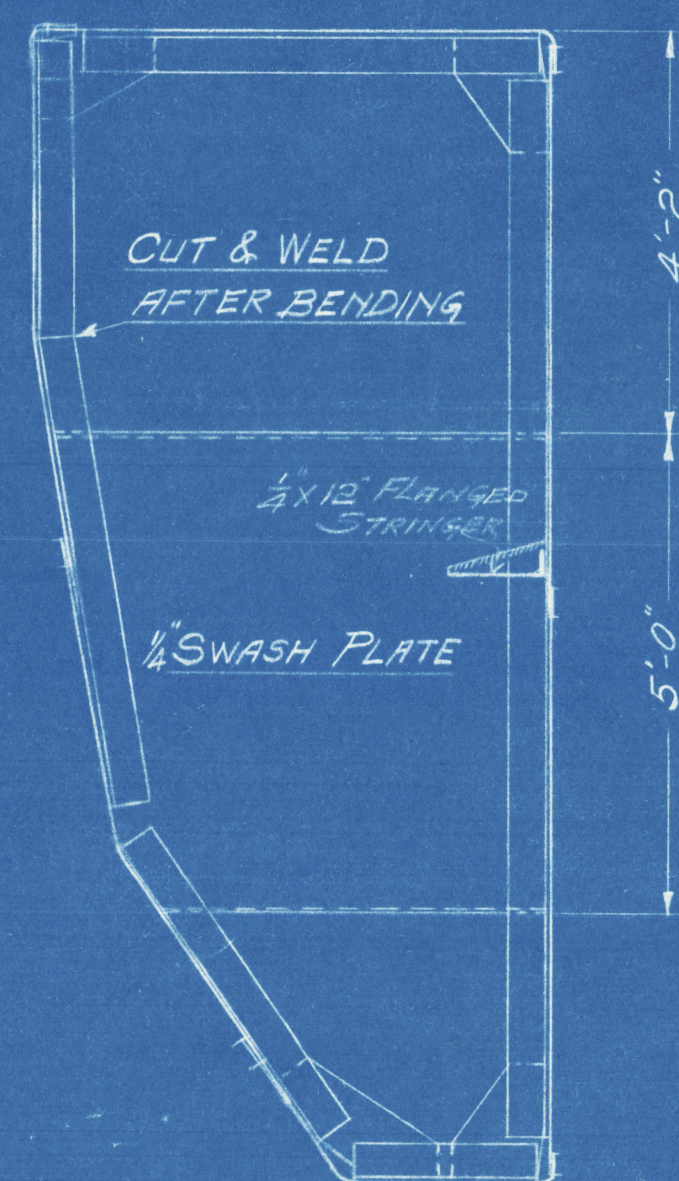 CUT & WELD
AFTER BENDING
4'-2"
1/4" X 12" FLANGED
STRINGER
1/4" SWASH PLATE
5'-0"